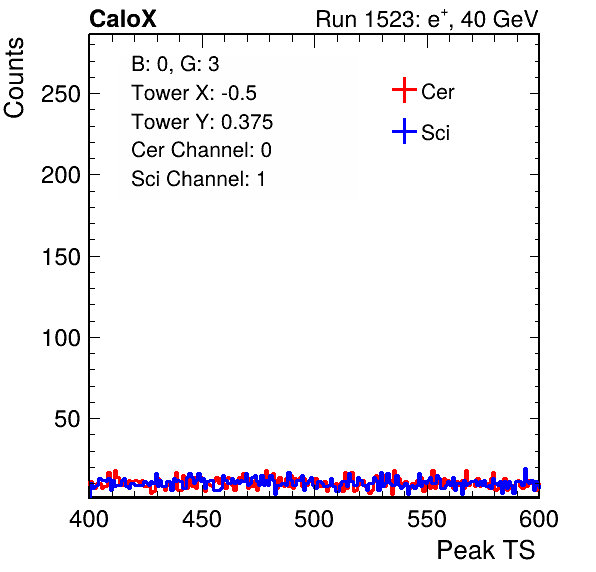 CaloX Run 1523: e⁺, 40 GeV
Counts
B: 0, G: 3
Tower X: -0.5
Tower Y: 0.375
Cer Channel: 0
Sci Channel: 1
Cer
Sci
250
200
150
100
50
400 450 500 550 600
Peak TS